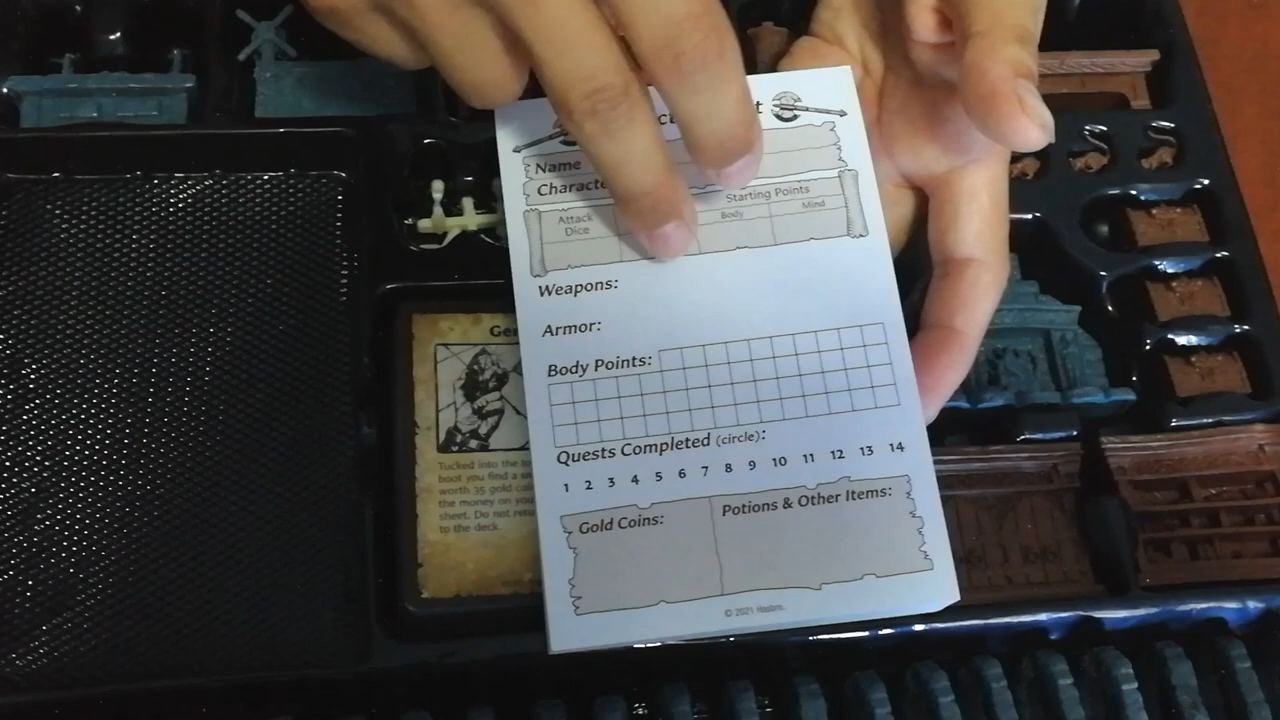 Name
Characte
Starting Points
Attack
Dice
Body
Mind
Weapons:
Armor:
Body Points:
Quests Completed (circle):
1 2 3 4 5 6 7 8 9 10 11 12 13 14
Gold Coins:
Potions & Other Items:
© 2021 Hasbro.
Ge
Tucked into the
boot you find a
worth 35 gold
the money on you
sheet. Do not retu
to the deck.